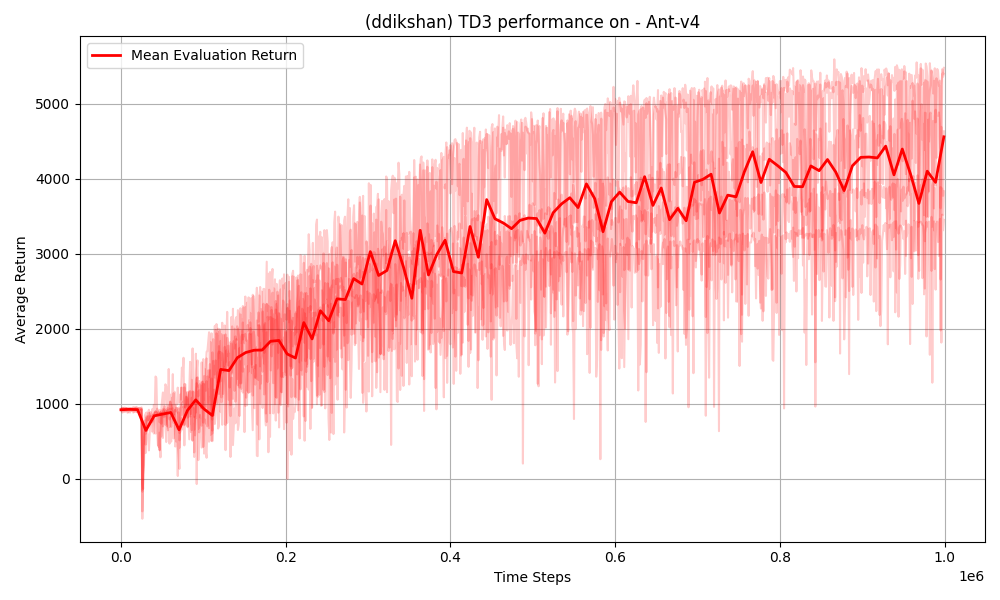 (ddikshan) TD3 performance on - Ant-v4
Mean Evaluation Return
Average Return
5000
4000
3000
2000
1000
0
0.0 0.2 0.4 0.6 0.8 1.0
1e6
Time Steps